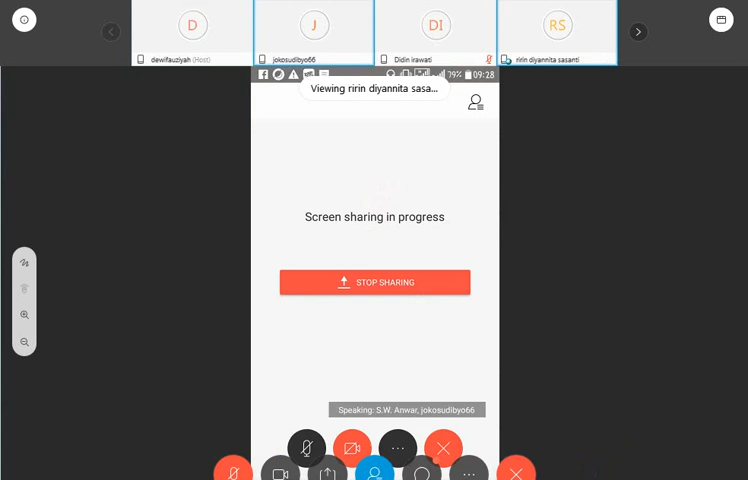 D
J
DI
RS
dewifauziyah (Host)
jokosudibyo66
Didin irawati
ririn diyannita sasanti
79% 09:28
Viewing ririn diyannita sasa...
Screen sharing in progress
STOP SHARING
Speaking: S.W. Anwar, jokosudibyo66